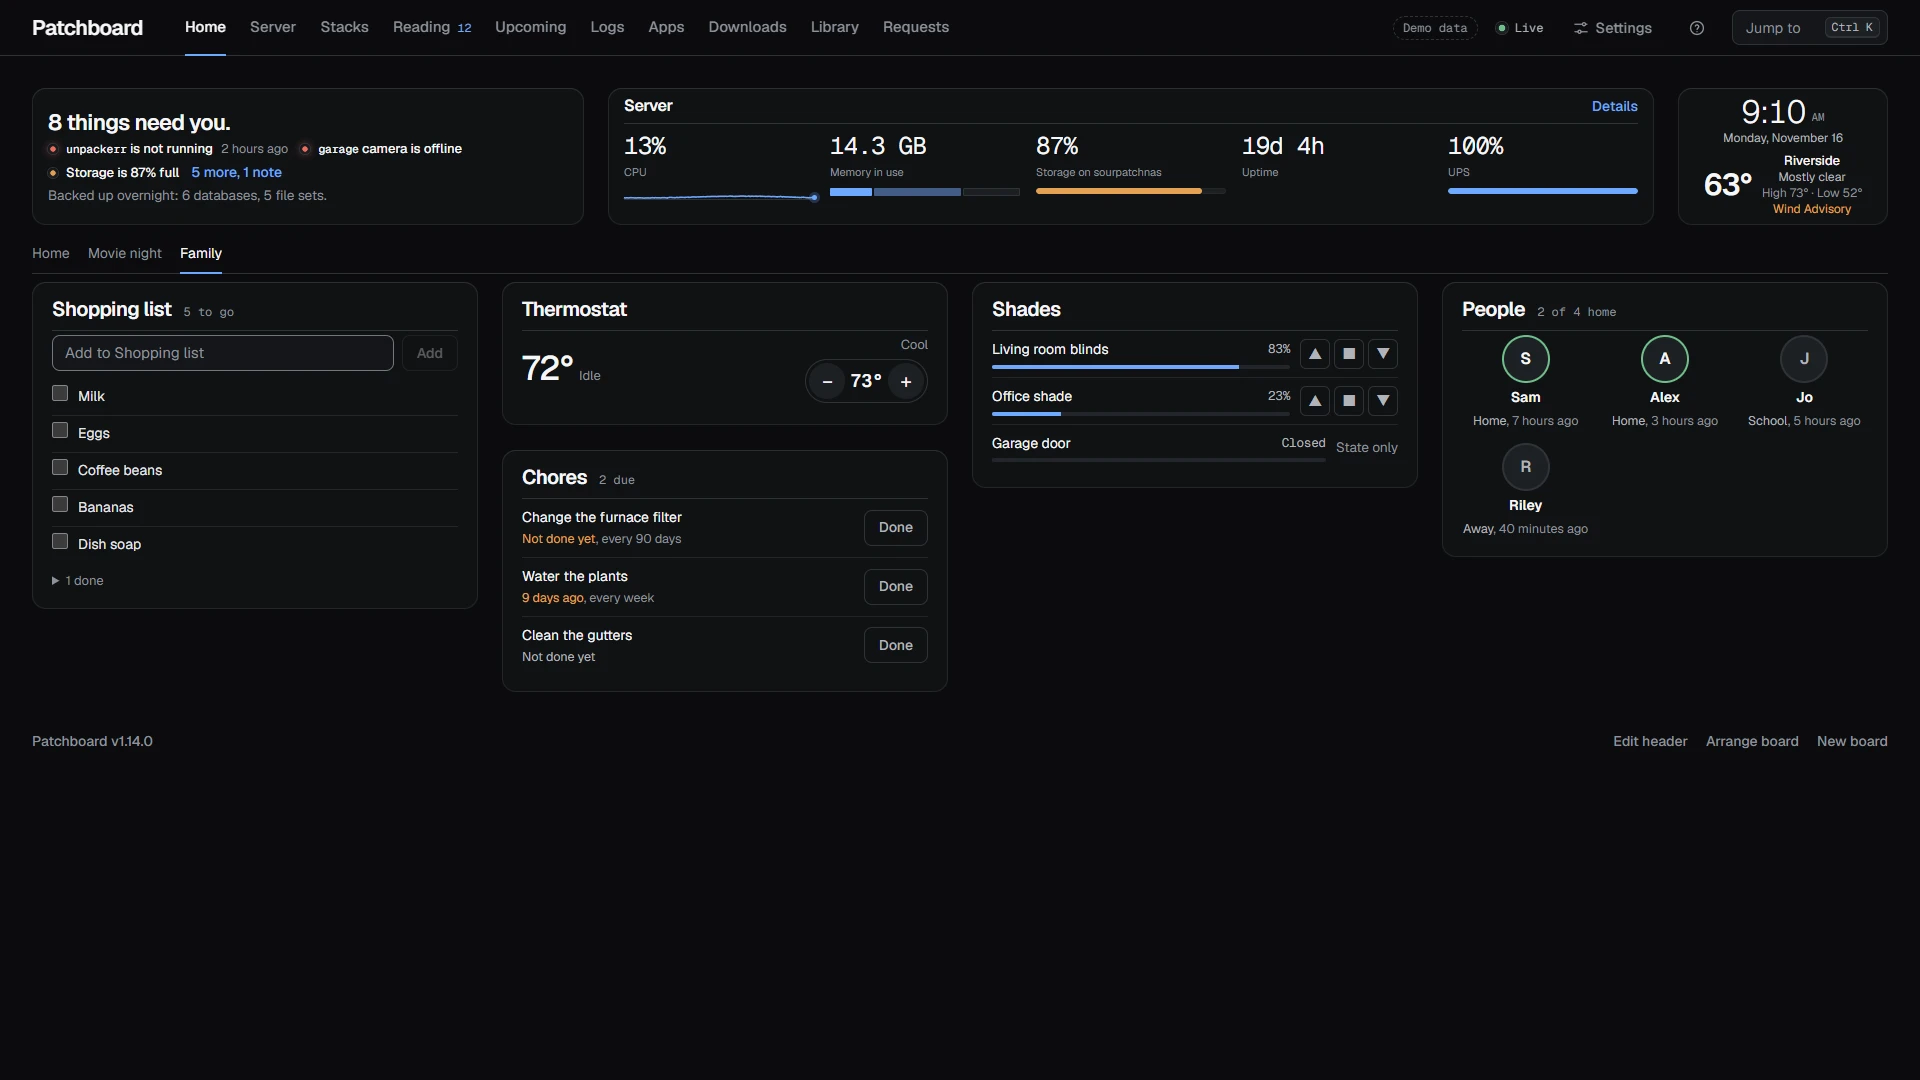 Patchboard Home Server Stacks Reading 12 Upcoming Logs Apps Downloads Library Requests Demo data Live Settings Jump to Ctrl K
8 things need you.
unpackerr is not running 2 hours ago garage camera is offline
Storage is 87% full 5 more, 1 note
Backed up overnight: 6 databases, 5 file sets.
Server Details
13% 14.3 GB 87% 19d 4h 100%
CPU Memory in use Storage on sourpatchnas Uptime UPS
9:10 AM
Monday, November 16
63°
Riverside
Mostly clear
High 73° · Low 52°
Wind Advisory
Home Movie night Family
Shopping list 5 to go
Add to Shopping list Add
Milk
Eggs
Coffee beans
Bananas
Dish soap
1 done
Thermostat
72° Idle
Cool
− 73° +
Chores 2 due
Change the furnace filter
Not done yet, every 90 days
Done
Water the plants
9 days ago, every week
Done
Clean the gutters
Not done yet
Done
Shades
Living room blinds 83%
Office shade 23%
Garage door Closed State only
People 2 of 4 home
S A J
Sam Alex Jo
Home, 7 hours ago Home, 3 hours ago School, 5 hours ago
R
Riley
Away, 40 minutes ago
Patchboard v1.14.0 Edit header Arrange board New board